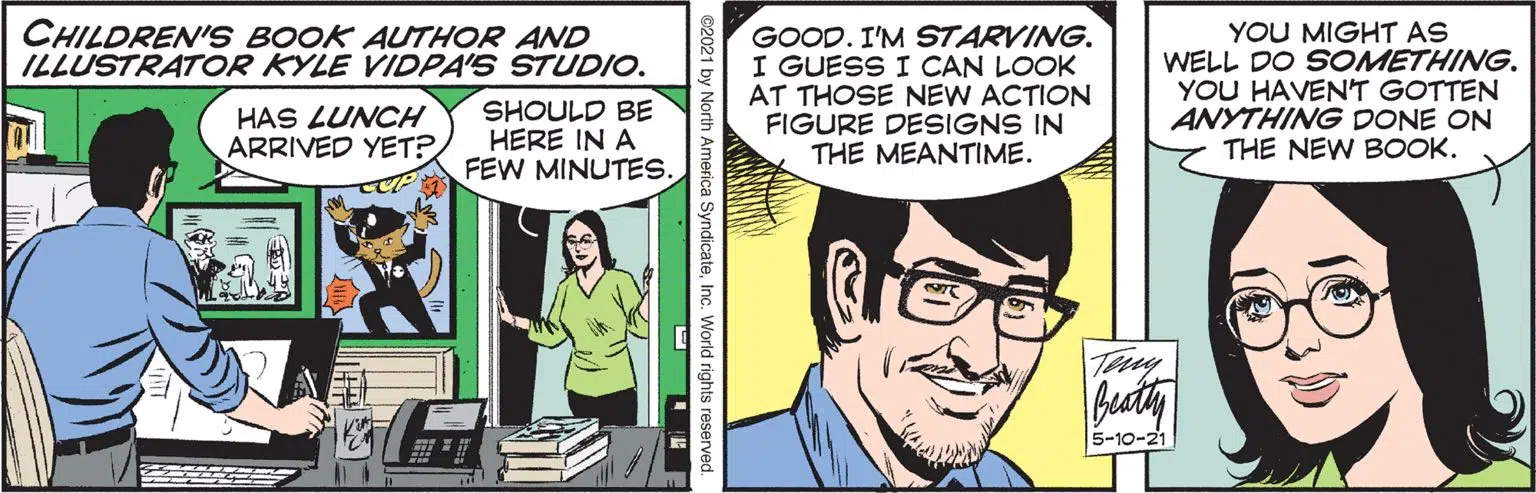 CHILDREN'S BOOK AUTHOR AND
ILLUSTRATOR KYLE VIDPA'S STUDIO.
HAS LUNCH
ARRIVED YET?
SHOULD BE
HERE IN A
FEW MINUTES.
CUP
#1
©2021 by North America Syndicate, Inc. World rights reserved.
GOOD. I'M STARVING.
I GUESS I CAN LOOK
AT THOSE NEW ACTION
FIGURE DESIGNS IN
THE MEANTIME.
Terry
Beatty
5-10-21
YOU MIGHT AS
WELL DO SOMETHING.
YOU HAVEN'T GOTTEN
ANYTHING DONE ON
THE NEW BOOK.